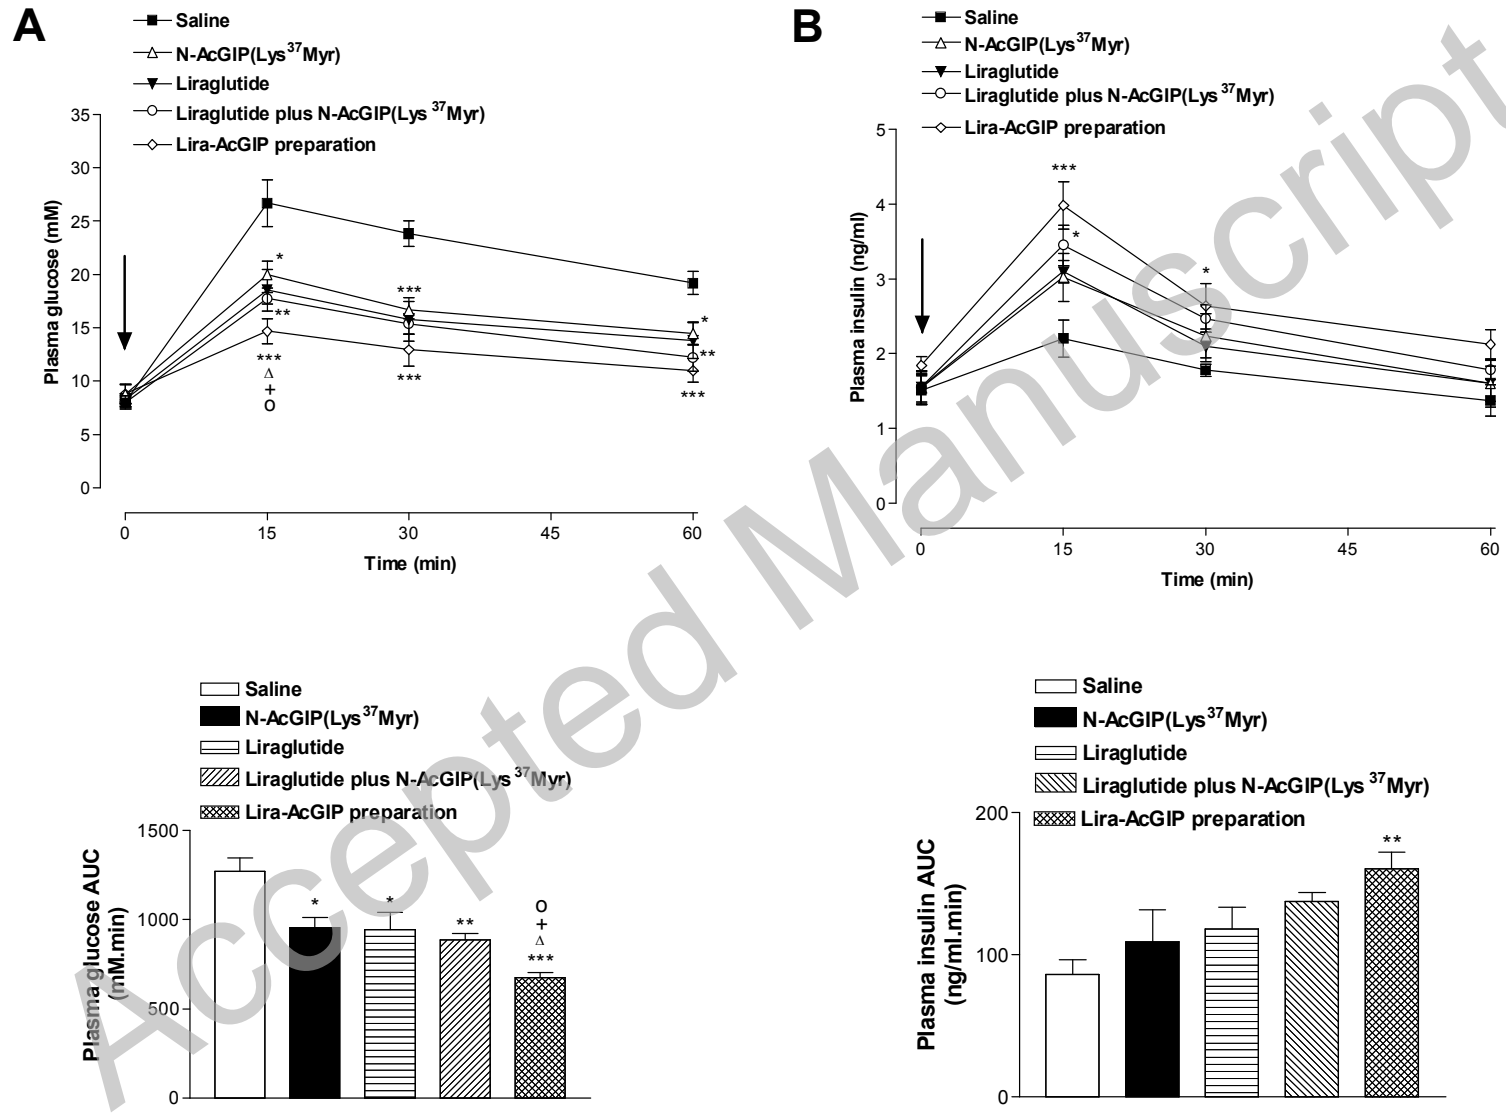 A
Saline
N-AcGIP(Lys37Myr)
Liraglutide
Liraglutide plus N-AcGIP(Lys37Myr)
Lira-AcGIP preparation
35
30
25
20
15
10
5
0
Plasma glucose (mM)
*
**
***
Δ
+
o
***
***
*
**
***
0 15 30 45 60
Time (min)
B
Saline
N-AcGIP(Lys37Myr)
Liraglutide
Liraglutide plus N-AcGIP(Lys37Myr)
Lira-AcGIP preparation
5
4
3
2
1
0
Plasma insulin (ng/ml)
***
*
*
0 15 30 45 60
Time (min)
Saline
N-AcGIP(Lys37Myr)
Liraglutide
Liraglutide plus N-AcGIP(Lys37Myr)
Lira-AcGIP preparation
1500
1000
500
0
Plasma glucose AUC
(mM.min)
*
*
**
o
+
Δ
***
Saline
N-AcGIP(Lys37Myr)
Liraglutide
Liraglutide plus N-AcGIP(Lys37Myr)
Lira-AcGIP preparation
200
100
0
Plasma insulin AUC
(ng/ml.min)
**
Accepted Manuscript